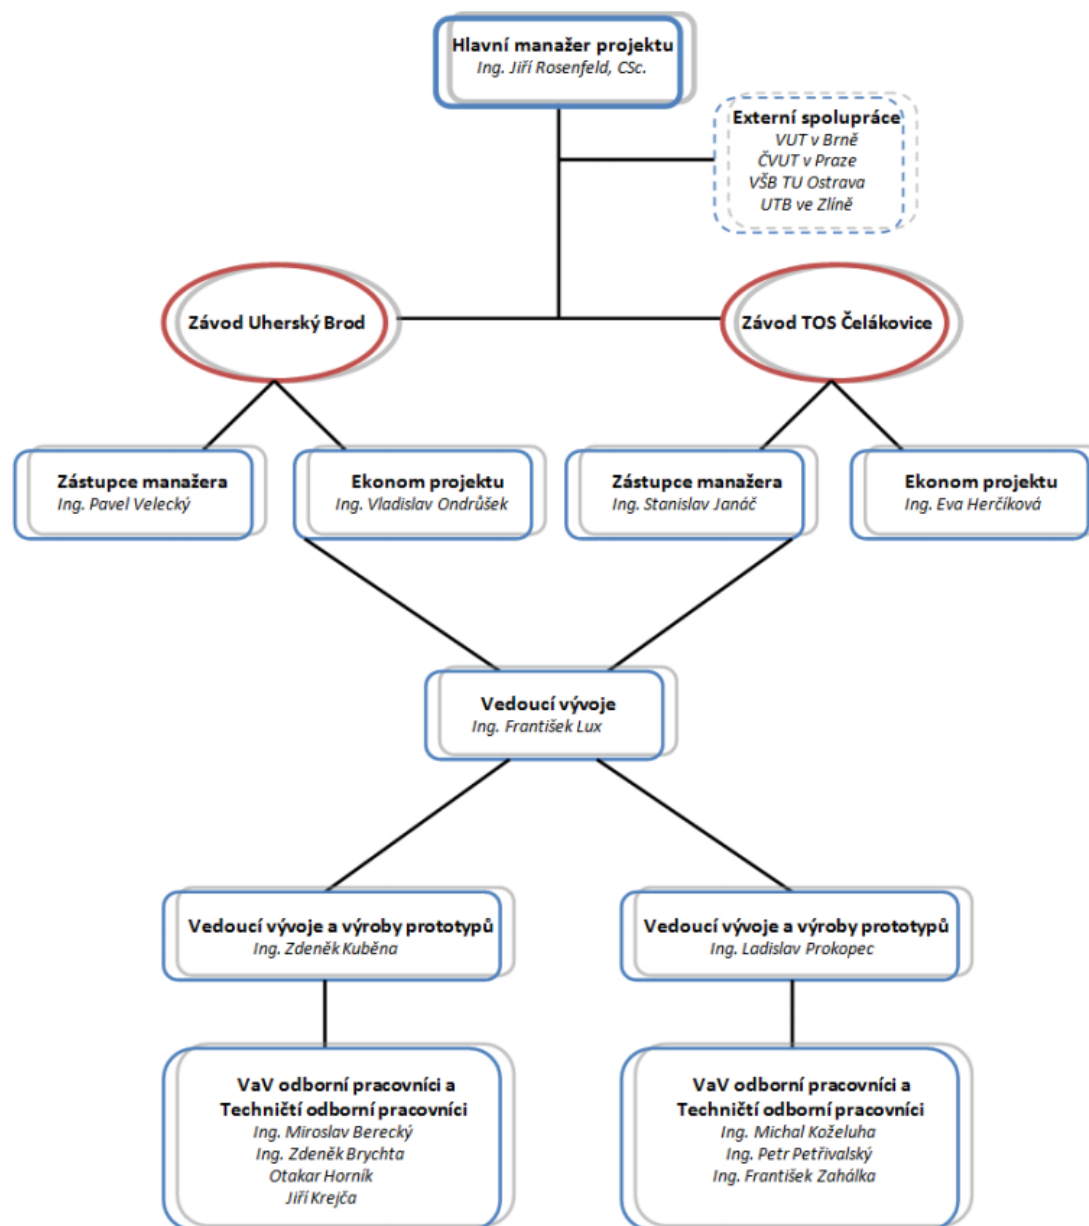 Hlavní manažer projektu
Ing. Jiří Rosenfeld, CSc.
Externí spolupráce
VUT v Brně
ČVUT v Praze
VŠB TU Ostrava
UTB ve Zlíně
Závod Uherský Brod
Závod TOS Čelákovice
Zástupce manažera
Ing. Pavel Velecký
Ekonom projektu
Ing. Vladislav Ondrůšek
Zástupce manažera
Ing. Stanislav Janáč
Ekonom projektu
Ing. Eva Herčíková
Vedoucí vývoje
Ing. František Lux
Vedoucí vývoje a výroby prototypů
Ing. Zdeněk Kuběna
Vedoucí vývoje a výroby prototypů
Ing. Ladislav Prokopec
VaV odborní pracovníci a
Techničtí odborní pracovníci
Ing. Miroslav Berecký
Ing. Zdeněk Brychta
Otakar Horník
Jiří Krejča
VaV odborní pracovníci a
Techničtí odborní pracovníci
Ing. Michal Koželuha
Ing. Petr Petřivalský
Ing. František Zahálka